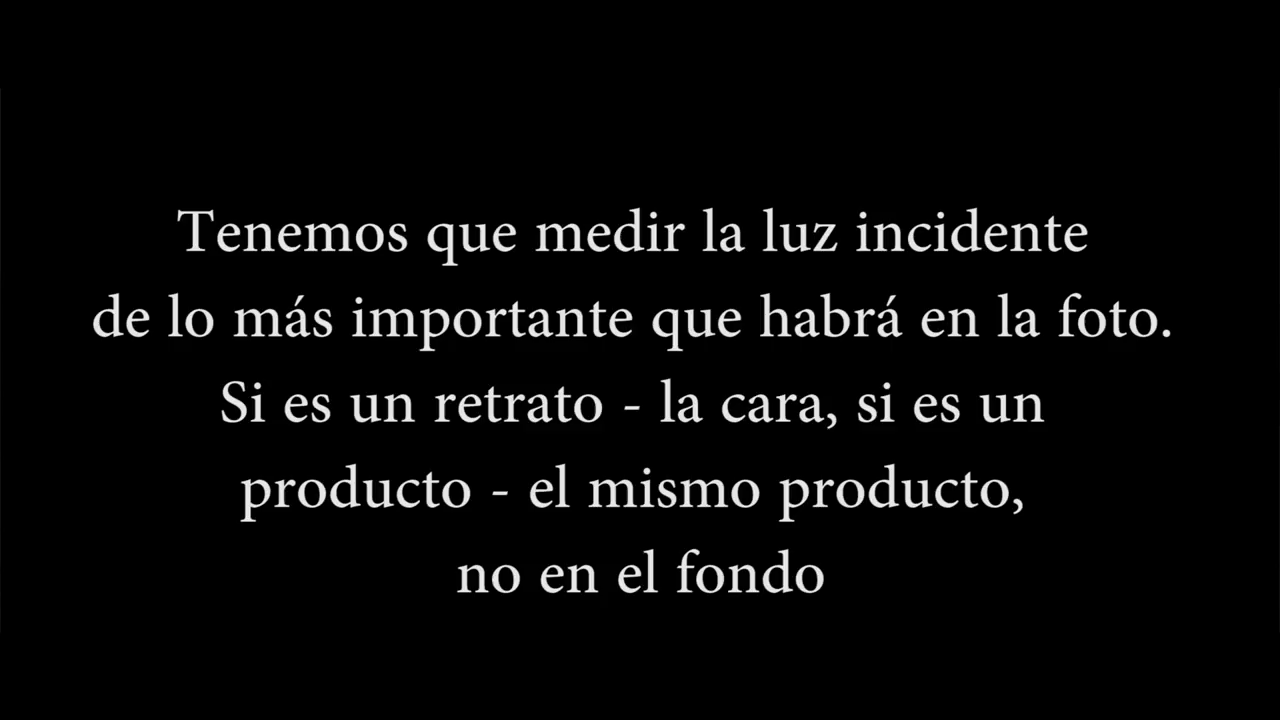 Tenemos que medir la luz incidente
de lo más importante que habrá en la foto.
Si es un retrato - la cara, si es un
producto - el mismo producto,
no en el fondo